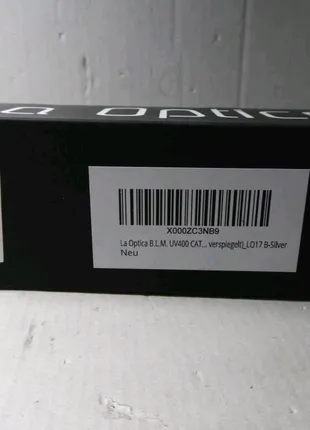 a optica
X000ZC3NB9
La Optica B.L.M. UV400 CAT... verspiegelt)_LO17 B-Silver
Neu